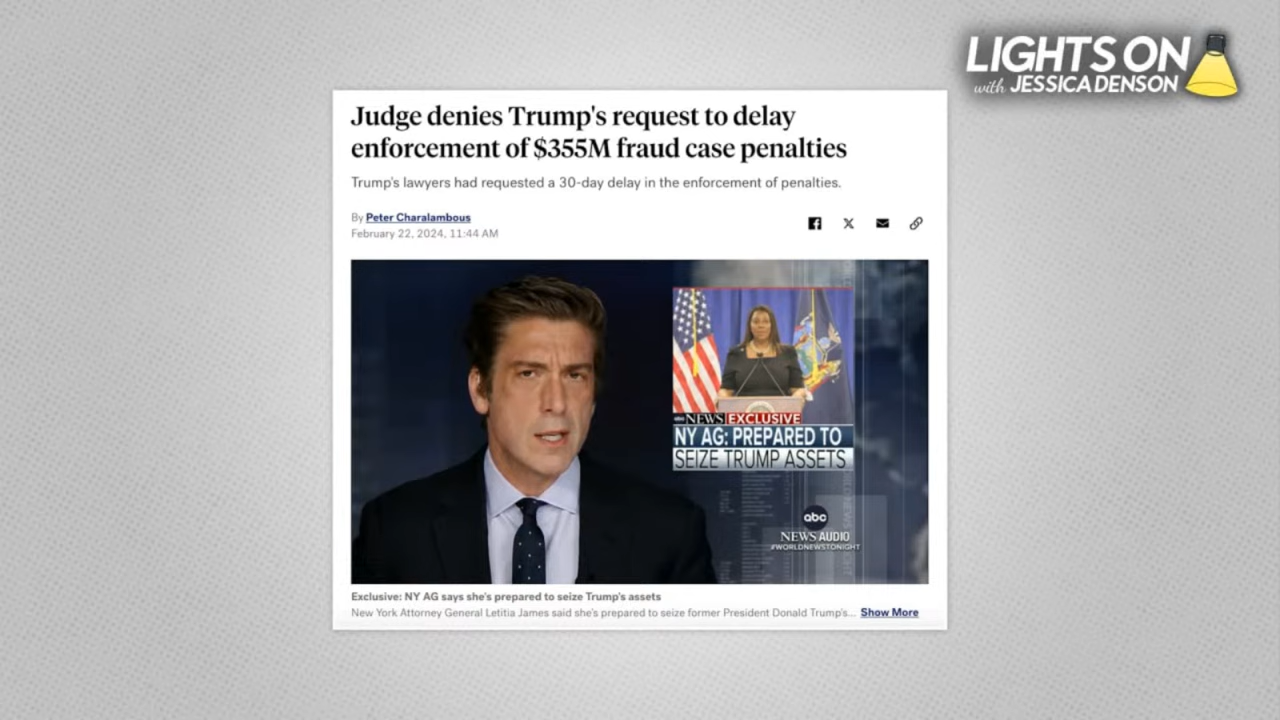 LIGHTS ON
with JESSICA DENSON
Judge denies Trump's request to delay
enforcement of $355M fraud case penalties
Trump's lawyers had requested a 30-day delay in the enforcement of penalties.
By Peter Charalambous
February 22, 2024, 11:44 AM
abc NEWS EXCLUSIVE
NY AG: PREPARED TO
SEIZE TRUMP ASSETS
abc
NEWS AUDIO
#WORLDNEWSTONIGHT
Exclusive: NY AG says she's prepared to seize Trump's assets
New York Attorney General Letitia James said she's prepared to seize former President Donald Trump's... Show More